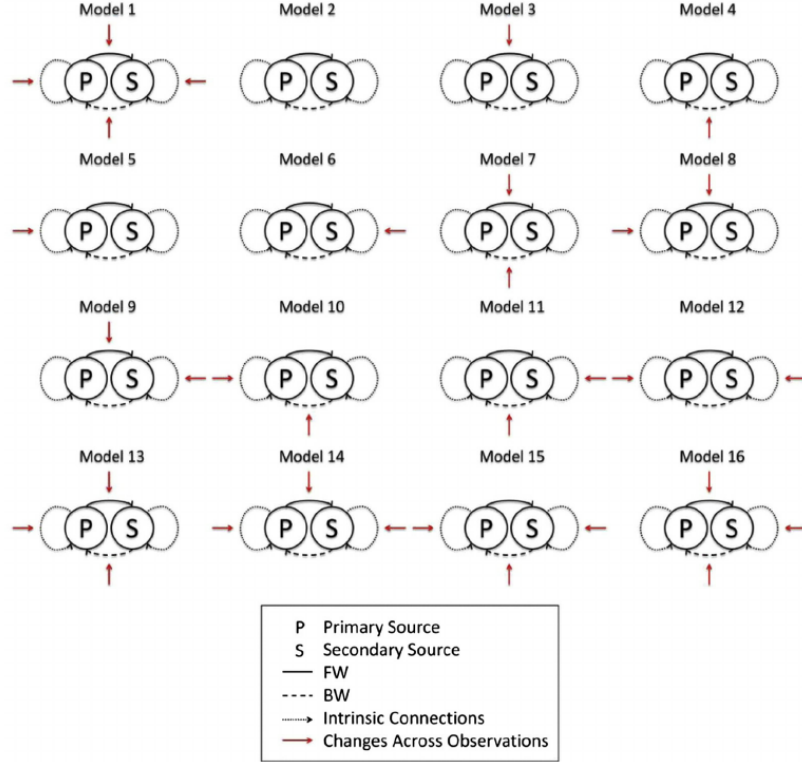 Model 1 Model 2 Model 3 Model 4
P S P S P S P S
Model 5 Model 6 Model 7 Model 8
P S P S P S P S
Model 9 Model 10 Model 11 Model 12
P S P S P S P S
Model 13 Model 14 Model 15 Model 16
P S P S P S P S
P Primary Source
S Secondary Source
FW
BW
Intrinsic Connections
Changes Across Observations